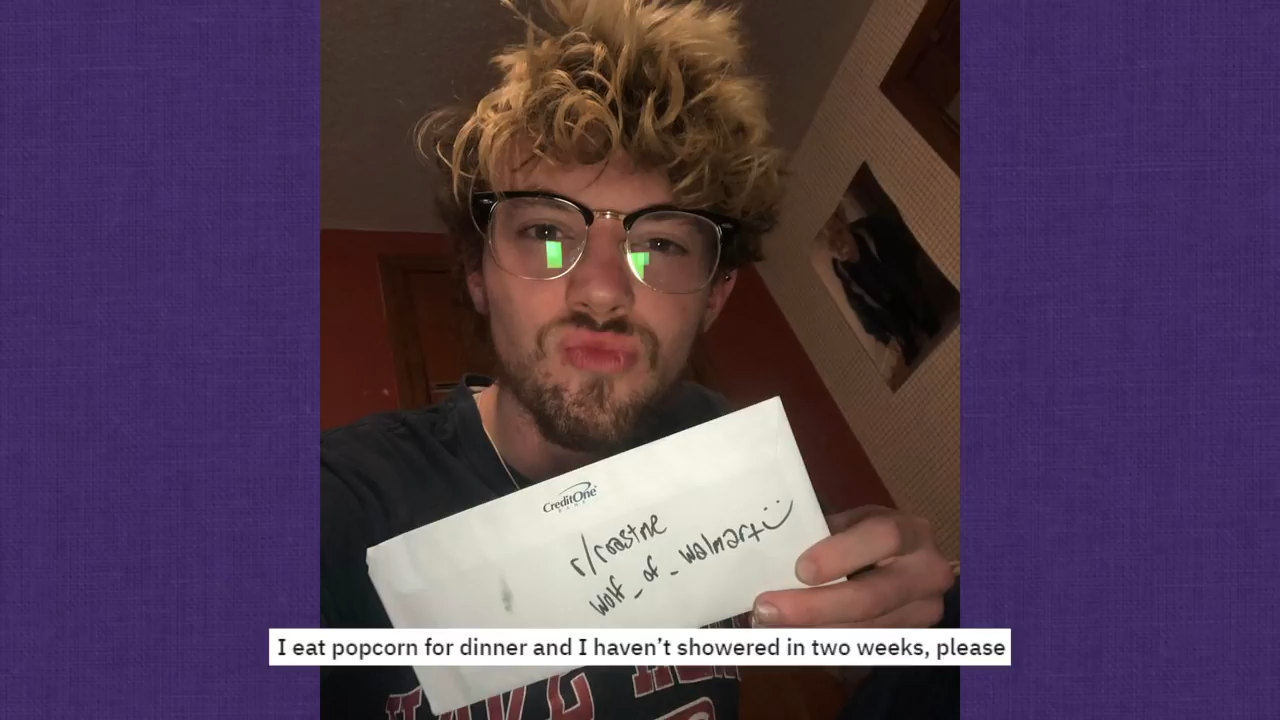 CreditOne
r/roastme
wolf_of_walmart:)
I eat popcorn for dinner and I haven’t showered in two weeks, please